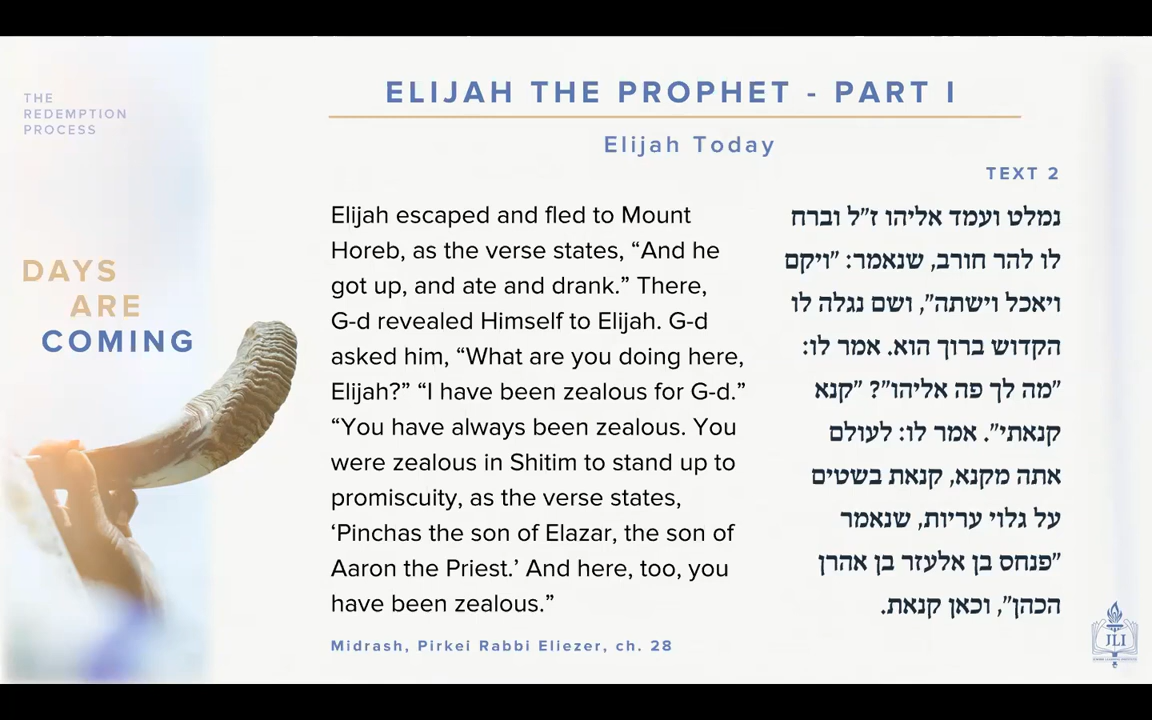 THE
REDEMPTION
PROCESS
DAYS
ARE
COMING
ELIJAH THE PROPHET - PART I
Elijah Today
TEXT 2
Elijah escaped and fled to Mount
Horeb, as the verse states, “And he
got up, and ate and drank.” There,
G-d revealed Himself to Elijah. G-d
asked him, “What are you doing here,
Elijah?” “I have been zealous for G-d.”
“You have always been zealous. You
were zealous in Shitim to stand up to
promiscuity, as the verse states,
‘Pinchas the son of Elazar, the son of
Aaron the Priest.’ And here, too, you
have been zealous.”
Midrash, Pirkei Rabbi Eliezer, ch. 28
נמלט ועמד אליהו ז”ל וברח
לו להר חורב, שנאמר: ”ויקם
ויאכל וישתה”, ושם נגלה לו
הקדוש ברוך הוא. אמר לו:
”מה לך פה אליהו”? ”קנא
קנאתי”. אמר לו: לעולם
אתה מקנא, קנאת בשטים
על גלוי עריות, שנאמר
”פנחס בן אלעזר בן אהרן
הכהן”, וכאן קנאת.
JLI